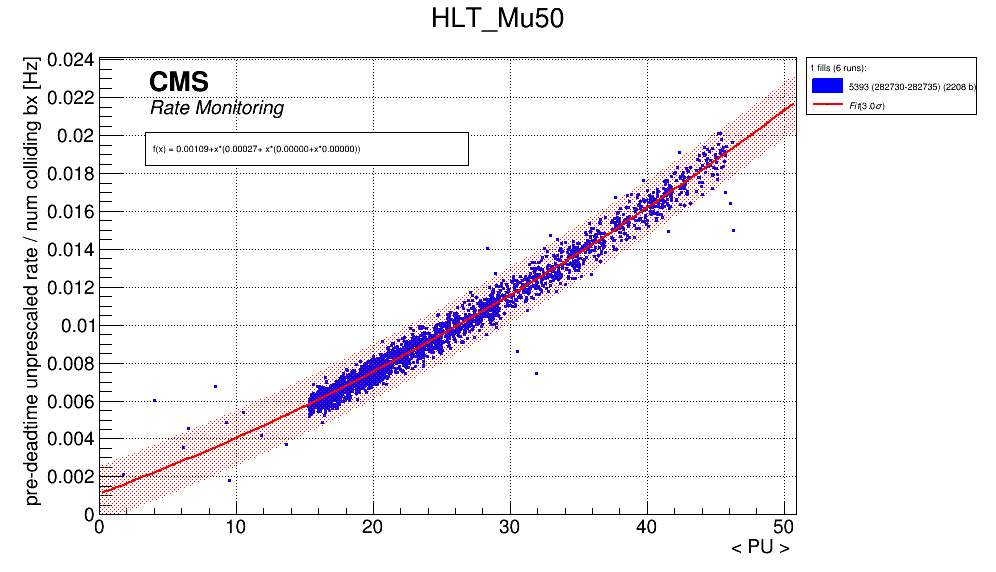 HLT_Mu50
pre-deadtime unprescaled rate / num colliding bx [Hz]
0.024
0.022
0.02
0.018
0.016
0.014
0.012
0.01
0.008
0.006
0.004
0.002
0
CMS
Rate Monitoring
f(x) = 0.00109+x*(0.00027+ x*(0.00000+x*0.00000))
0 10 20 30 40 50
< PU >
1 fills (6 runs):
5393 (282730-282735) (2208 b)
Fit(3.0σ)